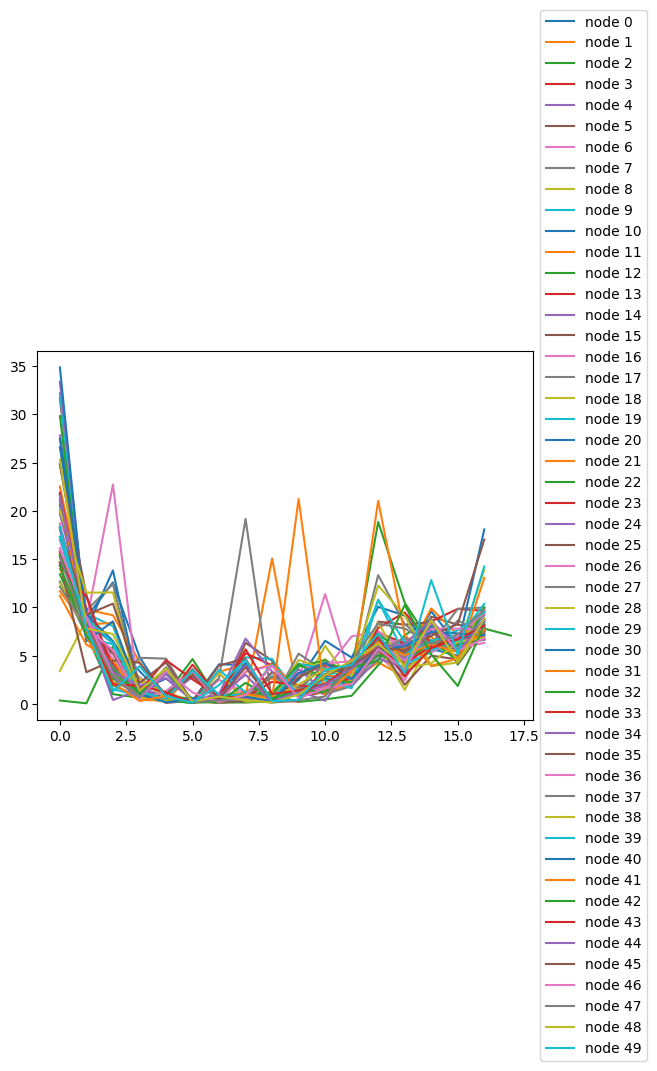 node 0
node 1
node 2
node 3
node 4
node 5
node 6
node 7
node 8
node 9
node 10
node 11
node 12
node 13
node 14
node 15
node 16
node 17
node 18
node 19
node 20
node 21
node 22
node 23
node 24
node 25
node 26
node 27
node 28
node 29
node 30
node 31
node 32
node 33
node 34
node 35
node 36
node 37
node 38
node 39
node 40
node 41
node 42
node 43
node 44
node 45
node 46
node 47
node 48
node 49
35
30
25
20
15
10
5
0
0.0 2.5 5.0 7.5 10.0 12.5 15.0 17.5